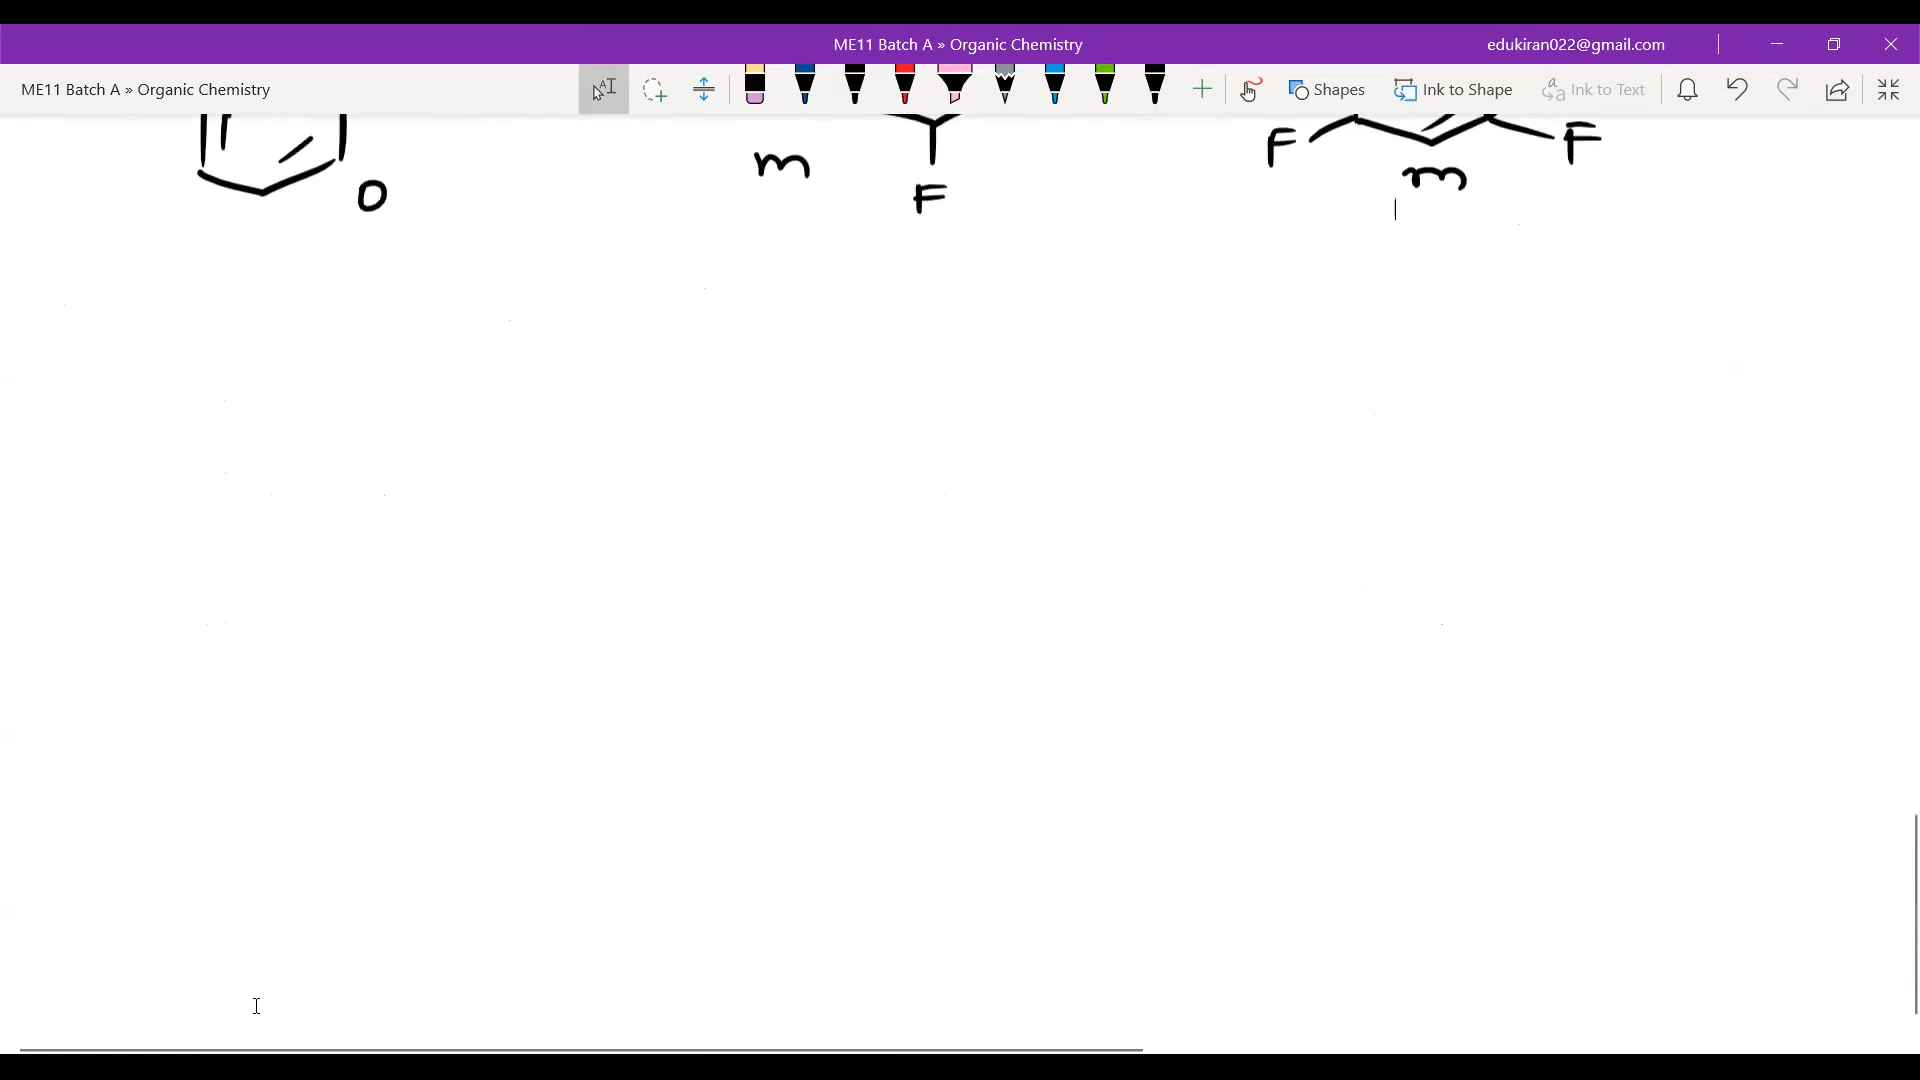 ME11 Batch A » Organic Chemistry
edukiran022@gmail.com
ME11 Batch A » Organic Chemistry
Shapes
Ink to Shape
Ink to Text
F
F
m
m
O
F